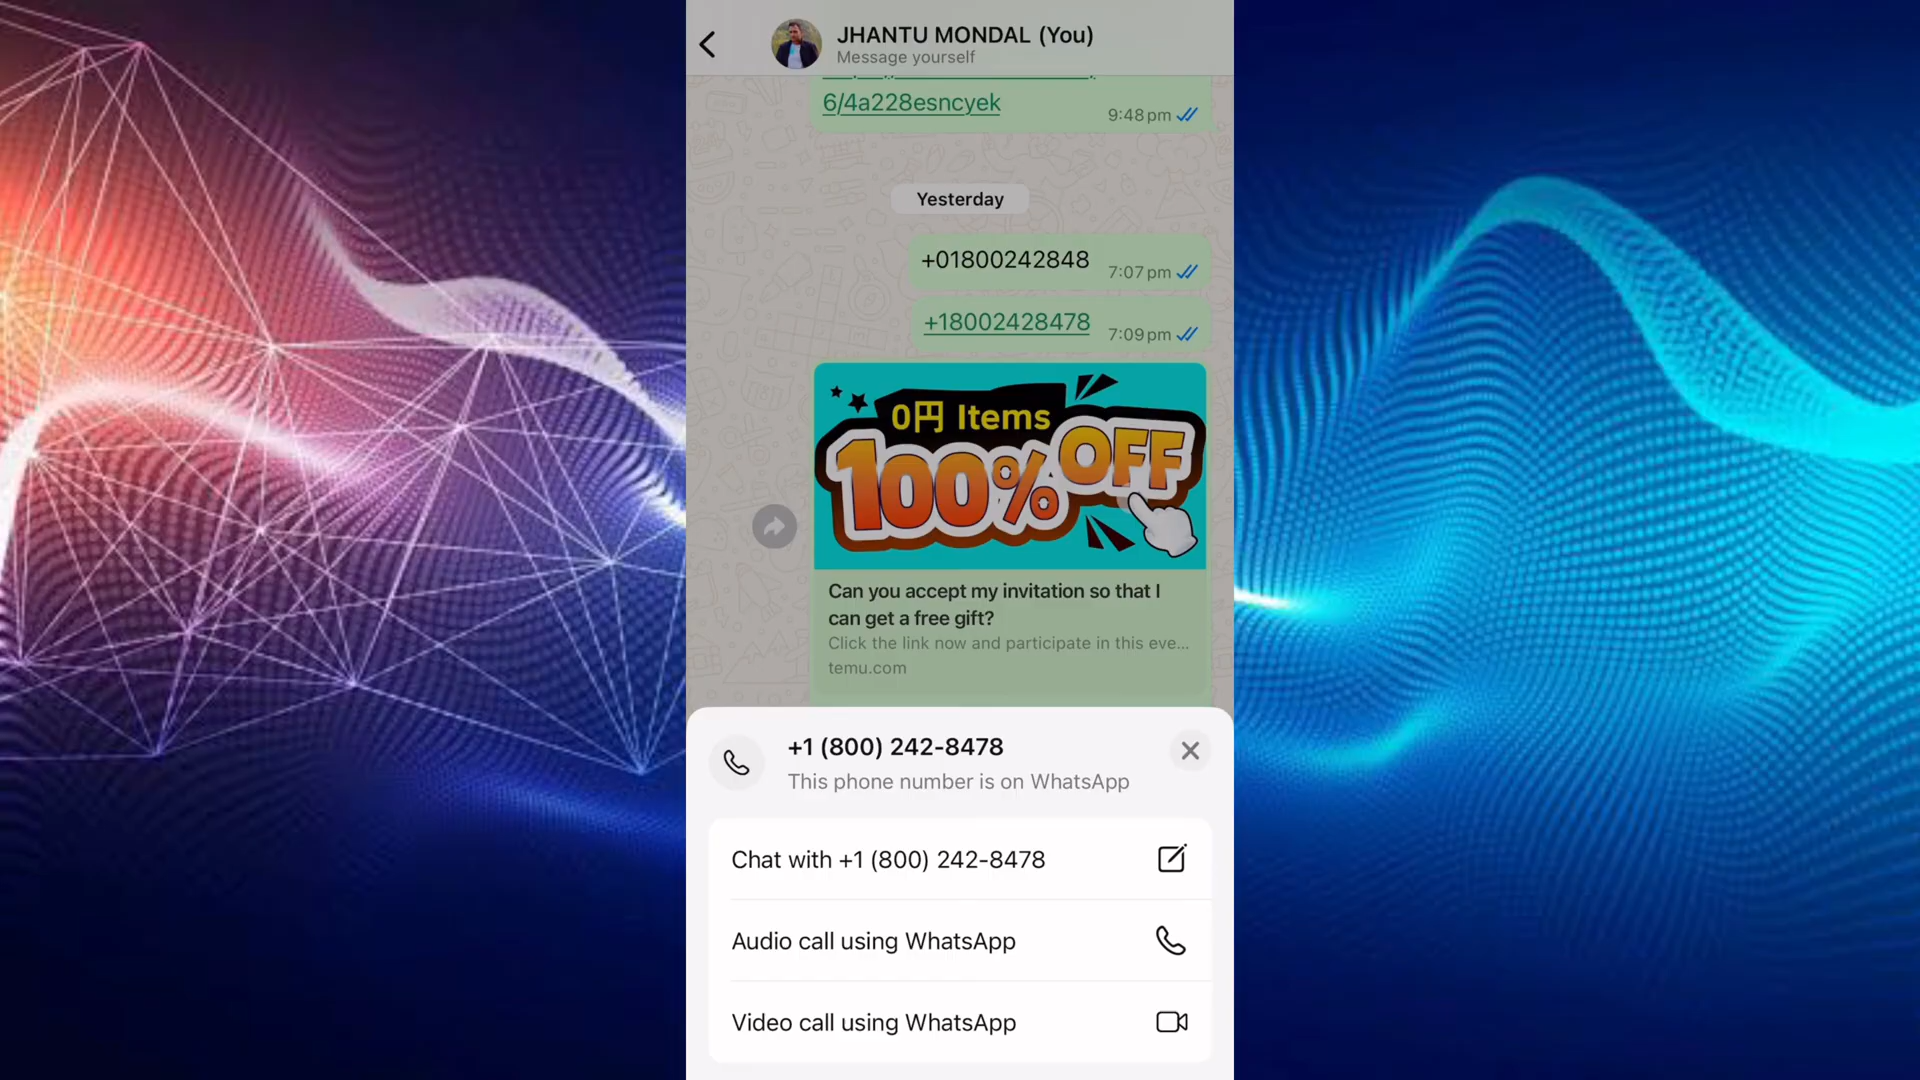 JHANTU MONDAL (You)
Message yourself
6/4a228esncyek
9:48 pm
Yesterday
+01800242848
7:07 pm
+18002428478
7:09 pm
0円 Items
100% OFF
Can you accept my invitation so that I
can get a free gift?
Click the link now and participate in this eve...
temu.com
+1 (800) 242-8478
This phone number is on WhatsApp
Chat with +1 (800) 242-8478
Audio call using WhatsApp
Video call using WhatsApp